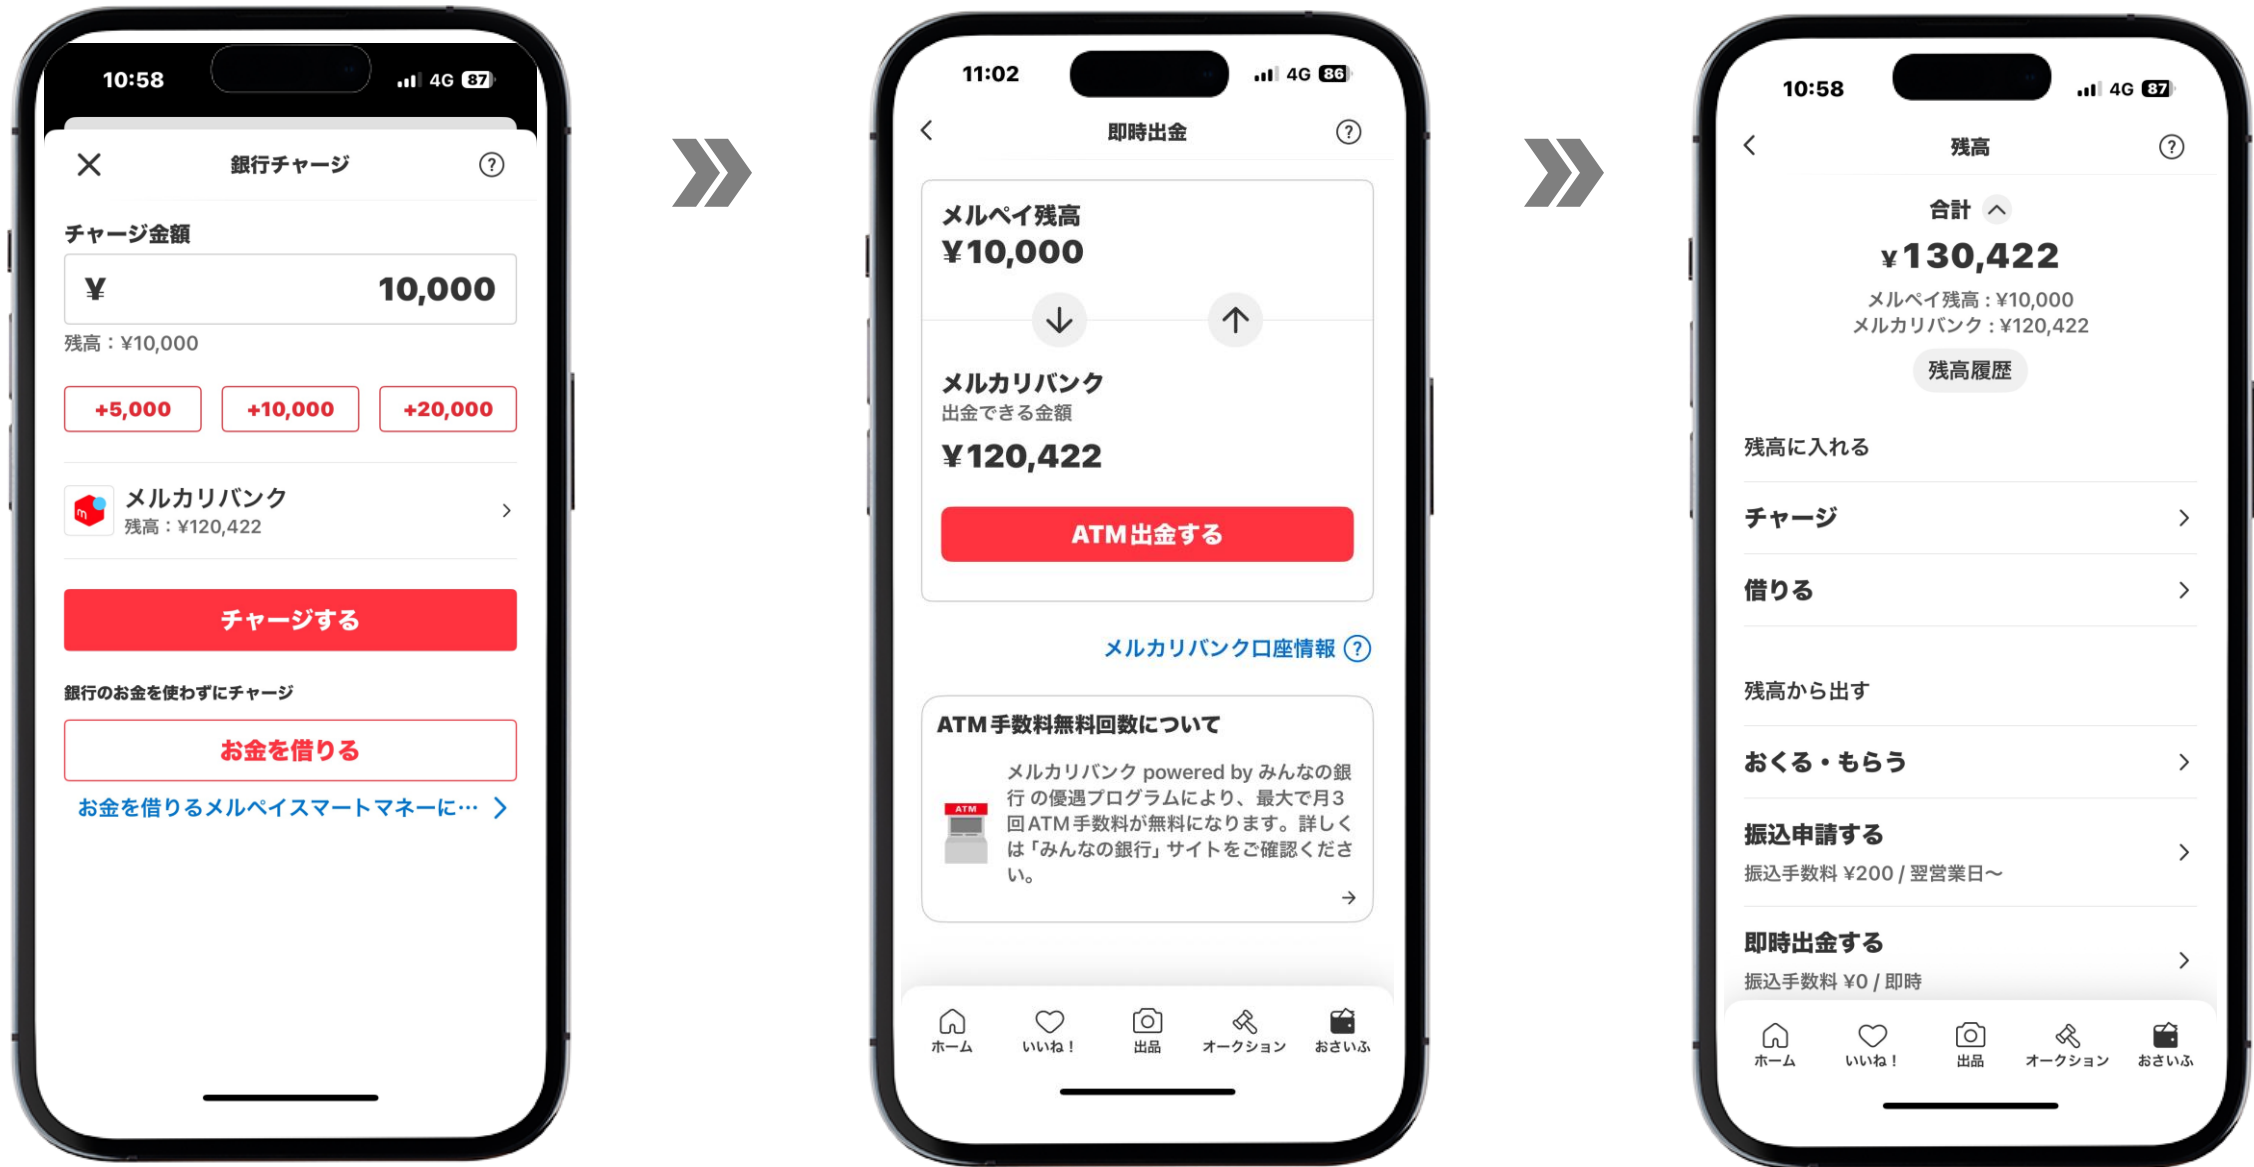 10:58
4G 87
銀行チャージ
チャージ金額
¥ 10,000
残高：¥10,000
+5,000 +10,000 +20,000
メルカリバンク
残高：¥120,422
チャージする
銀行のお金を使わずにチャージ
お金を借りる
お金を借りるメルペイスマートマネーに…
11:02
4G 86
即時出金
メルペイ残高
¥10,000
メルカリバンク
出金できる金額
¥120,422
ATM出金する
メルカリバンク口座情報
ATM手数料無料回数について
ATM
メルカリバンク powered by みんなの銀
行 の優遇プログラムにより、最大で月3
回ATM手数料が無料になります。詳しく
は「みんなの銀行」サイトをご確認くださ
い。
ホーム いいね！ 出品 オークション おさいふ
10:58
4G 87
残高
合計
¥130,422
メルペイ残高 : ¥10,000
メルカリバンク : ¥120,422
残高履歴
残高に入れる
チャージ
借りる
残高から出す
おくる・もらう
振込申請する
振込手数料 ¥200 / 翌営業日〜
即時出金する
振込手数料 ¥0 / 即時
ホーム いいね！ 出品 オークション おさいふ